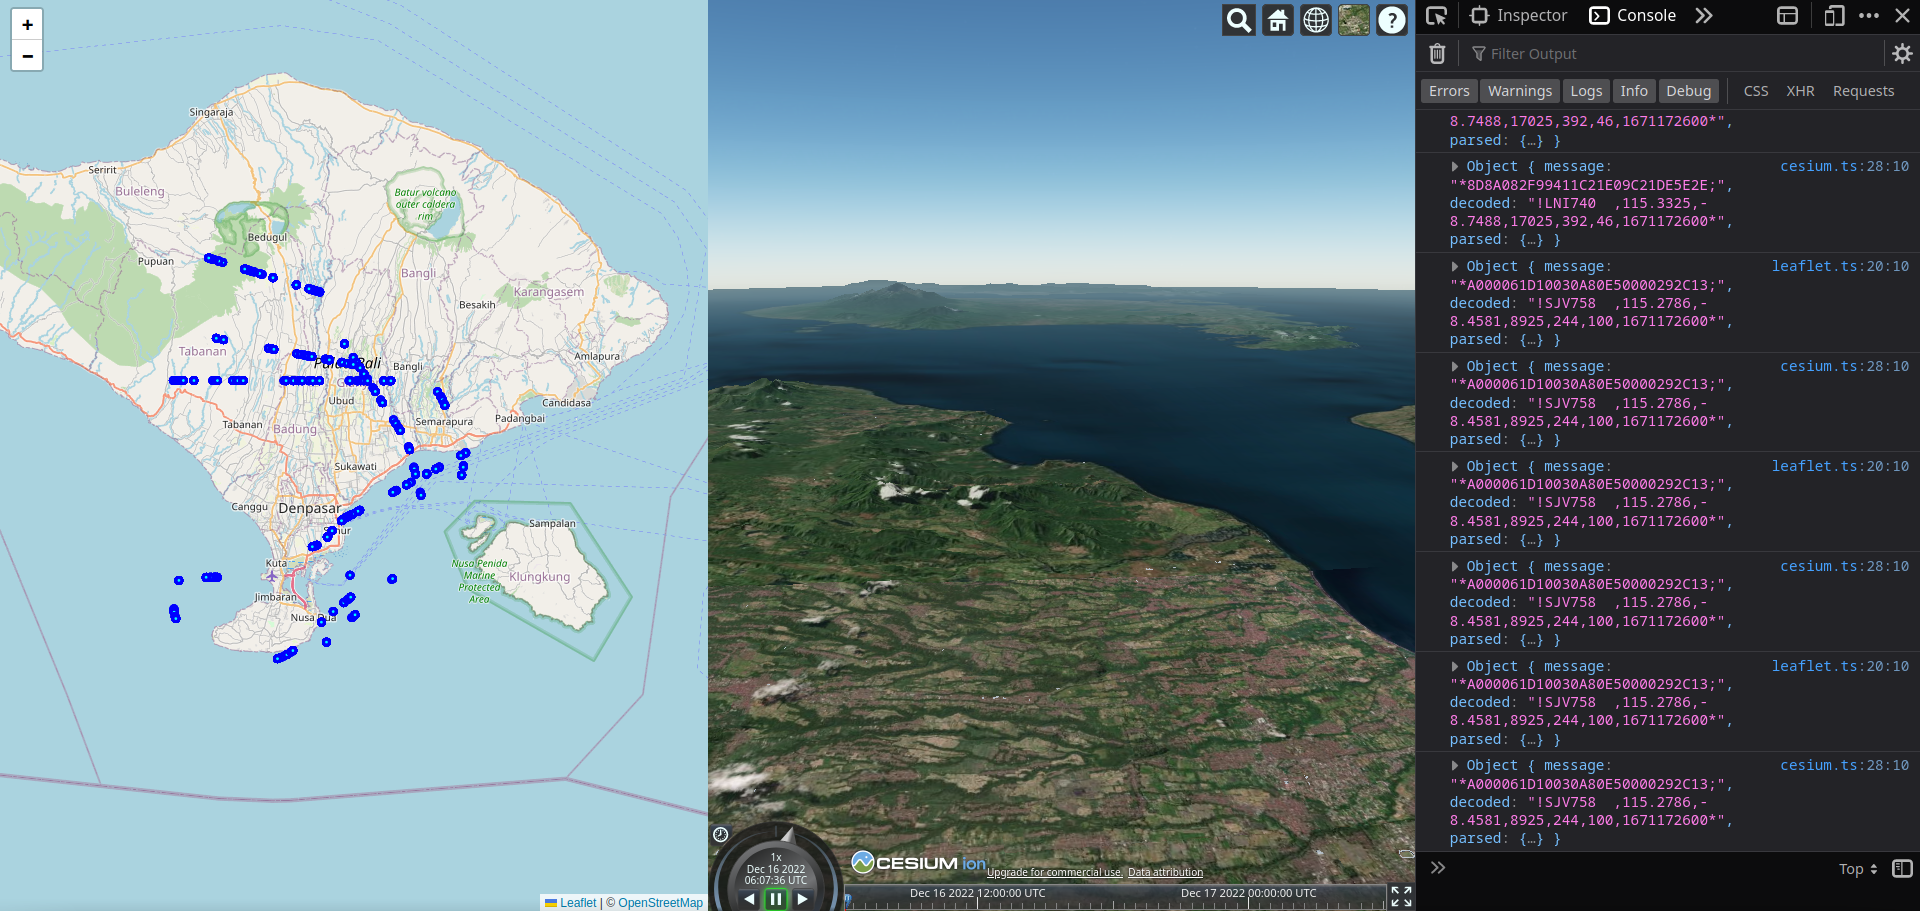 +
−
Singaraja
Seririt
Buleleng
Batur volcano
outer caldera
rim
Bedugul
Pupuan
Bangli
Karangasem
Besakih
Tabanan
Amlapura
Bangli
Ubud
Candidasa
Padangbai
Tabanan
Semarapura
Badung
Sukawati
Canggu
Denpasar
Sampalan
Kuta
Nusa Penida
Marine
Protected
Area
Klungkung
Jimbaran
Leaflet | © OpenStreetMap
?
1x
Dec 16 2022
06:07:36 UTC
CESIUM ion
Upgrade for commercial use. Data attribution
Dec 16 2022 12:00:00 UTC
Dec 17 2022 00:00:00 UTC
Inspector
Console
Filter Output
Errors Warnings Logs Info Debug CSS XHR Requests
8.7488,17025,392,46,1671172600*",
parsed: {…} }
Object { message: cesium.ts:28:10
"*8D8A082F99411C21E09C21DE5E2E;",
decoded: "!LNI740  ,115.3325,-
8.7488,17025,392,46,1671172600*",
parsed: {…} }
Object { message: leaflet.ts:20:10
"*A000061D10030A80E50000292C13;",
decoded: "!SJV758  ,115.2786,-
8.4581,8925,244,100,1671172600*",
parsed: {…} }
Object { message: cesium.ts:28:10
"*A000061D10030A80E50000292C13;",
decoded: "!SJV758  ,115.2786,-
8.4581,8925,244,100,1671172600*",
parsed: {…} }
Object { message: leaflet.ts:20:10
"*A000061D10030A80E50000292C13;",
decoded: "!SJV758  ,115.2786,-
8.4581,8925,244,100,1671172600*",
parsed: {…} }
Object { message: cesium.ts:28:10
"*A000061D10030A80E50000292C13;",
decoded: "!SJV758  ,115.2786,-
8.4581,8925,244,100,1671172600*",
parsed: {…} }
Object { message: leaflet.ts:20:10
"*A000061D10030A80E50000292C13;",
decoded: "!SJV758  ,115.2786,-
8.4581,8925,244,100,1671172600*",
parsed: {…} }
Object { message: cesium.ts:28:10
"*A000061D10030A80E50000292C13;",
decoded: "!SJV758  ,115.2786,-
8.4581,8925,244,100,1671172600*",
parsed: {…} }
Top